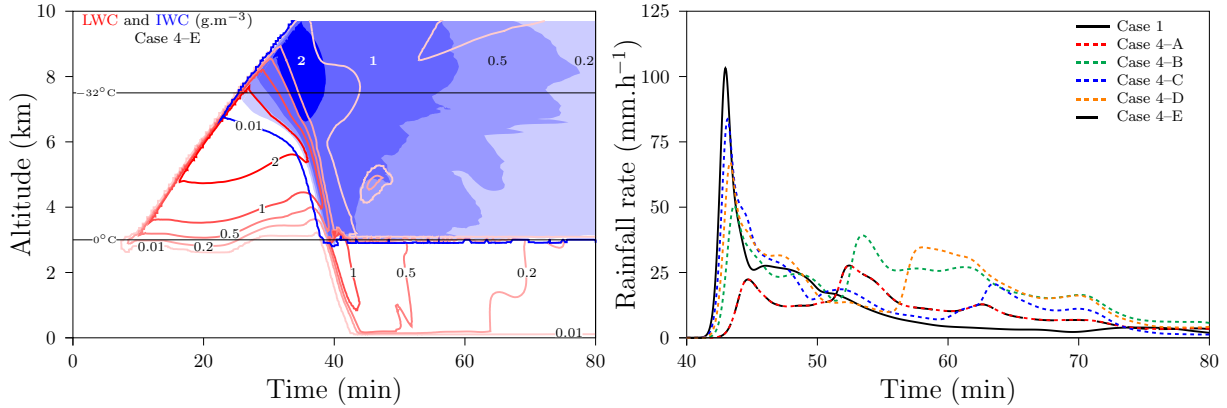 LWC and IWC (g.m⁻³)
Case 4–E
10
8
6
4
2
0
Altitude (km)
−32°C
0°C
2
1
0.5
0.2
0.01
2
1
0.5
0.2
0.01
1
0.5
0.2
0.01
0
20
40
60
80
Time (min)
125
100
75
50
25
0
Rainfall rate (mm.h⁻¹)
Case 1
Case 4–A
Case 4–B
Case 4–C
Case 4–D
Case 4–E
40
50
60
70
80
Time (min)